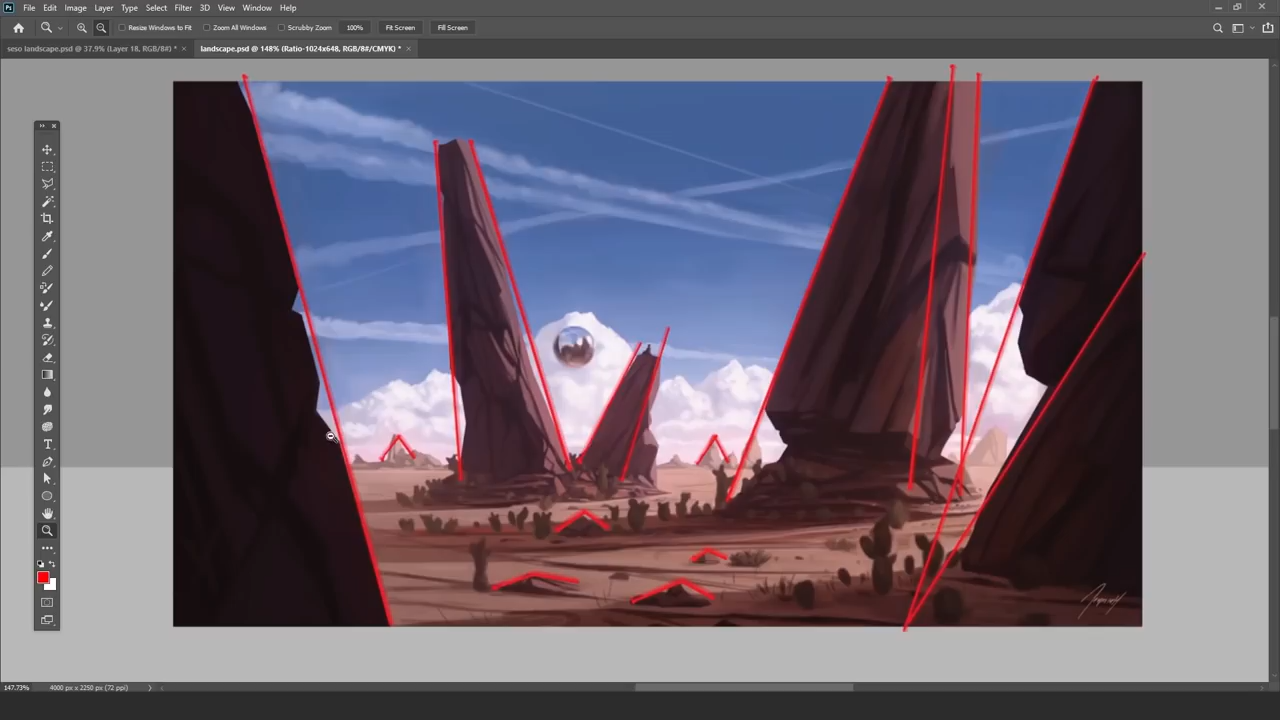 Ps File Edit Image Layer Type Select Filter 3D View Window Help
Resize Windows to Fit Zoom All Windows Scrubby Zoom 100% Fit Screen Fill Screen
seso landscape.psd @ 37.9% (Layer 18, RGB/8#) * × landscape.psd @ 148% (Ratio-1024x648, RGB/8#/CMYK) * ×
T
147.73% 4000 px x 2250 px (72 ppi)